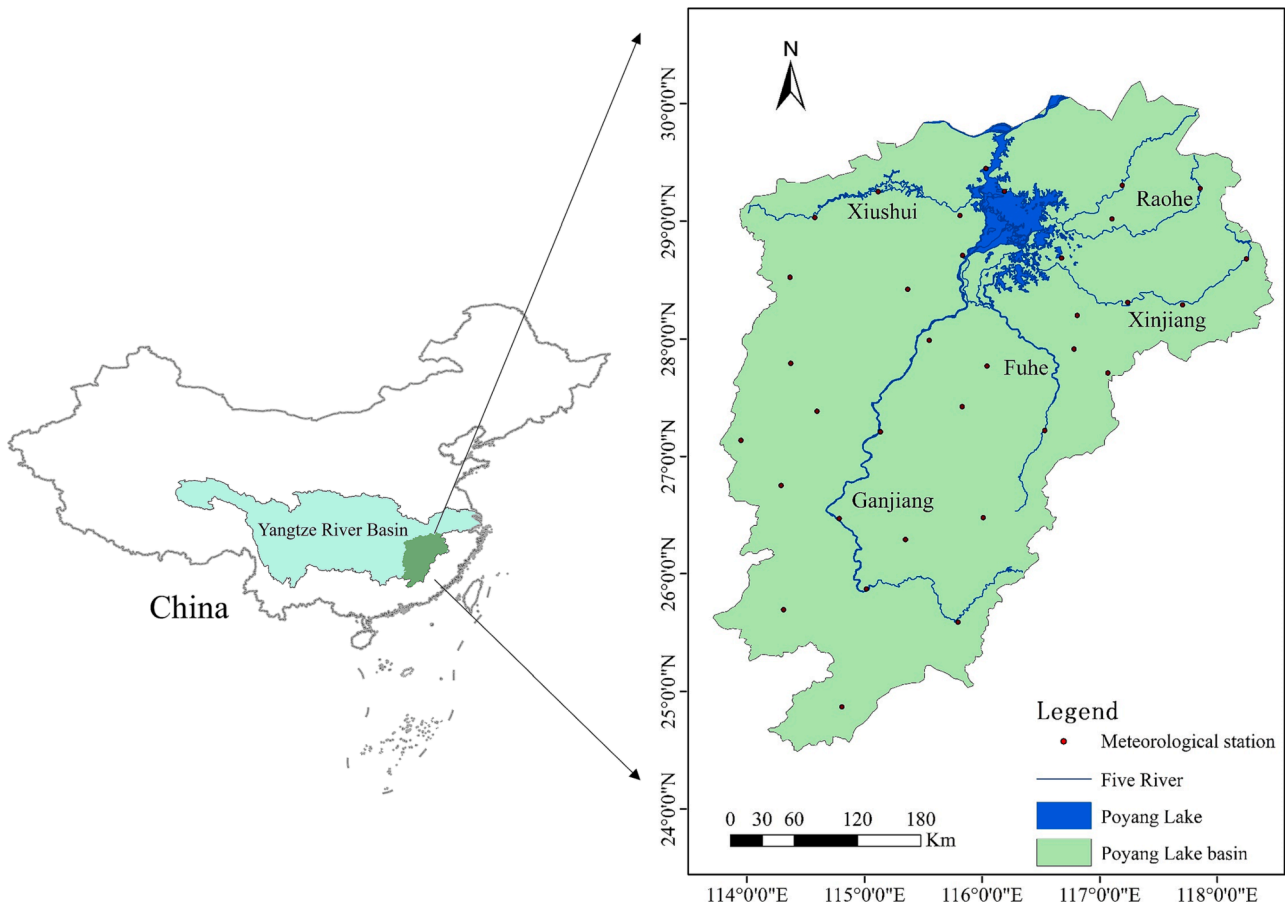 Yangtze River Basin
China
N
30°0'0"N
29°0'0"N
28°0'0"N
27°0'0"N
26°0'0"N
25°0'0"N
24°0'0"N
Xiushui
Raohe
Xinjiang
Fuhe
Ganjiang
Legend
Meteorological station
Five River
Poyang Lake
Poyang Lake basin
0 30 60 120 180
Km
114°0'0"E 115°0'0"E 116°0'0"E 117°0'0"E 118°0'0"E